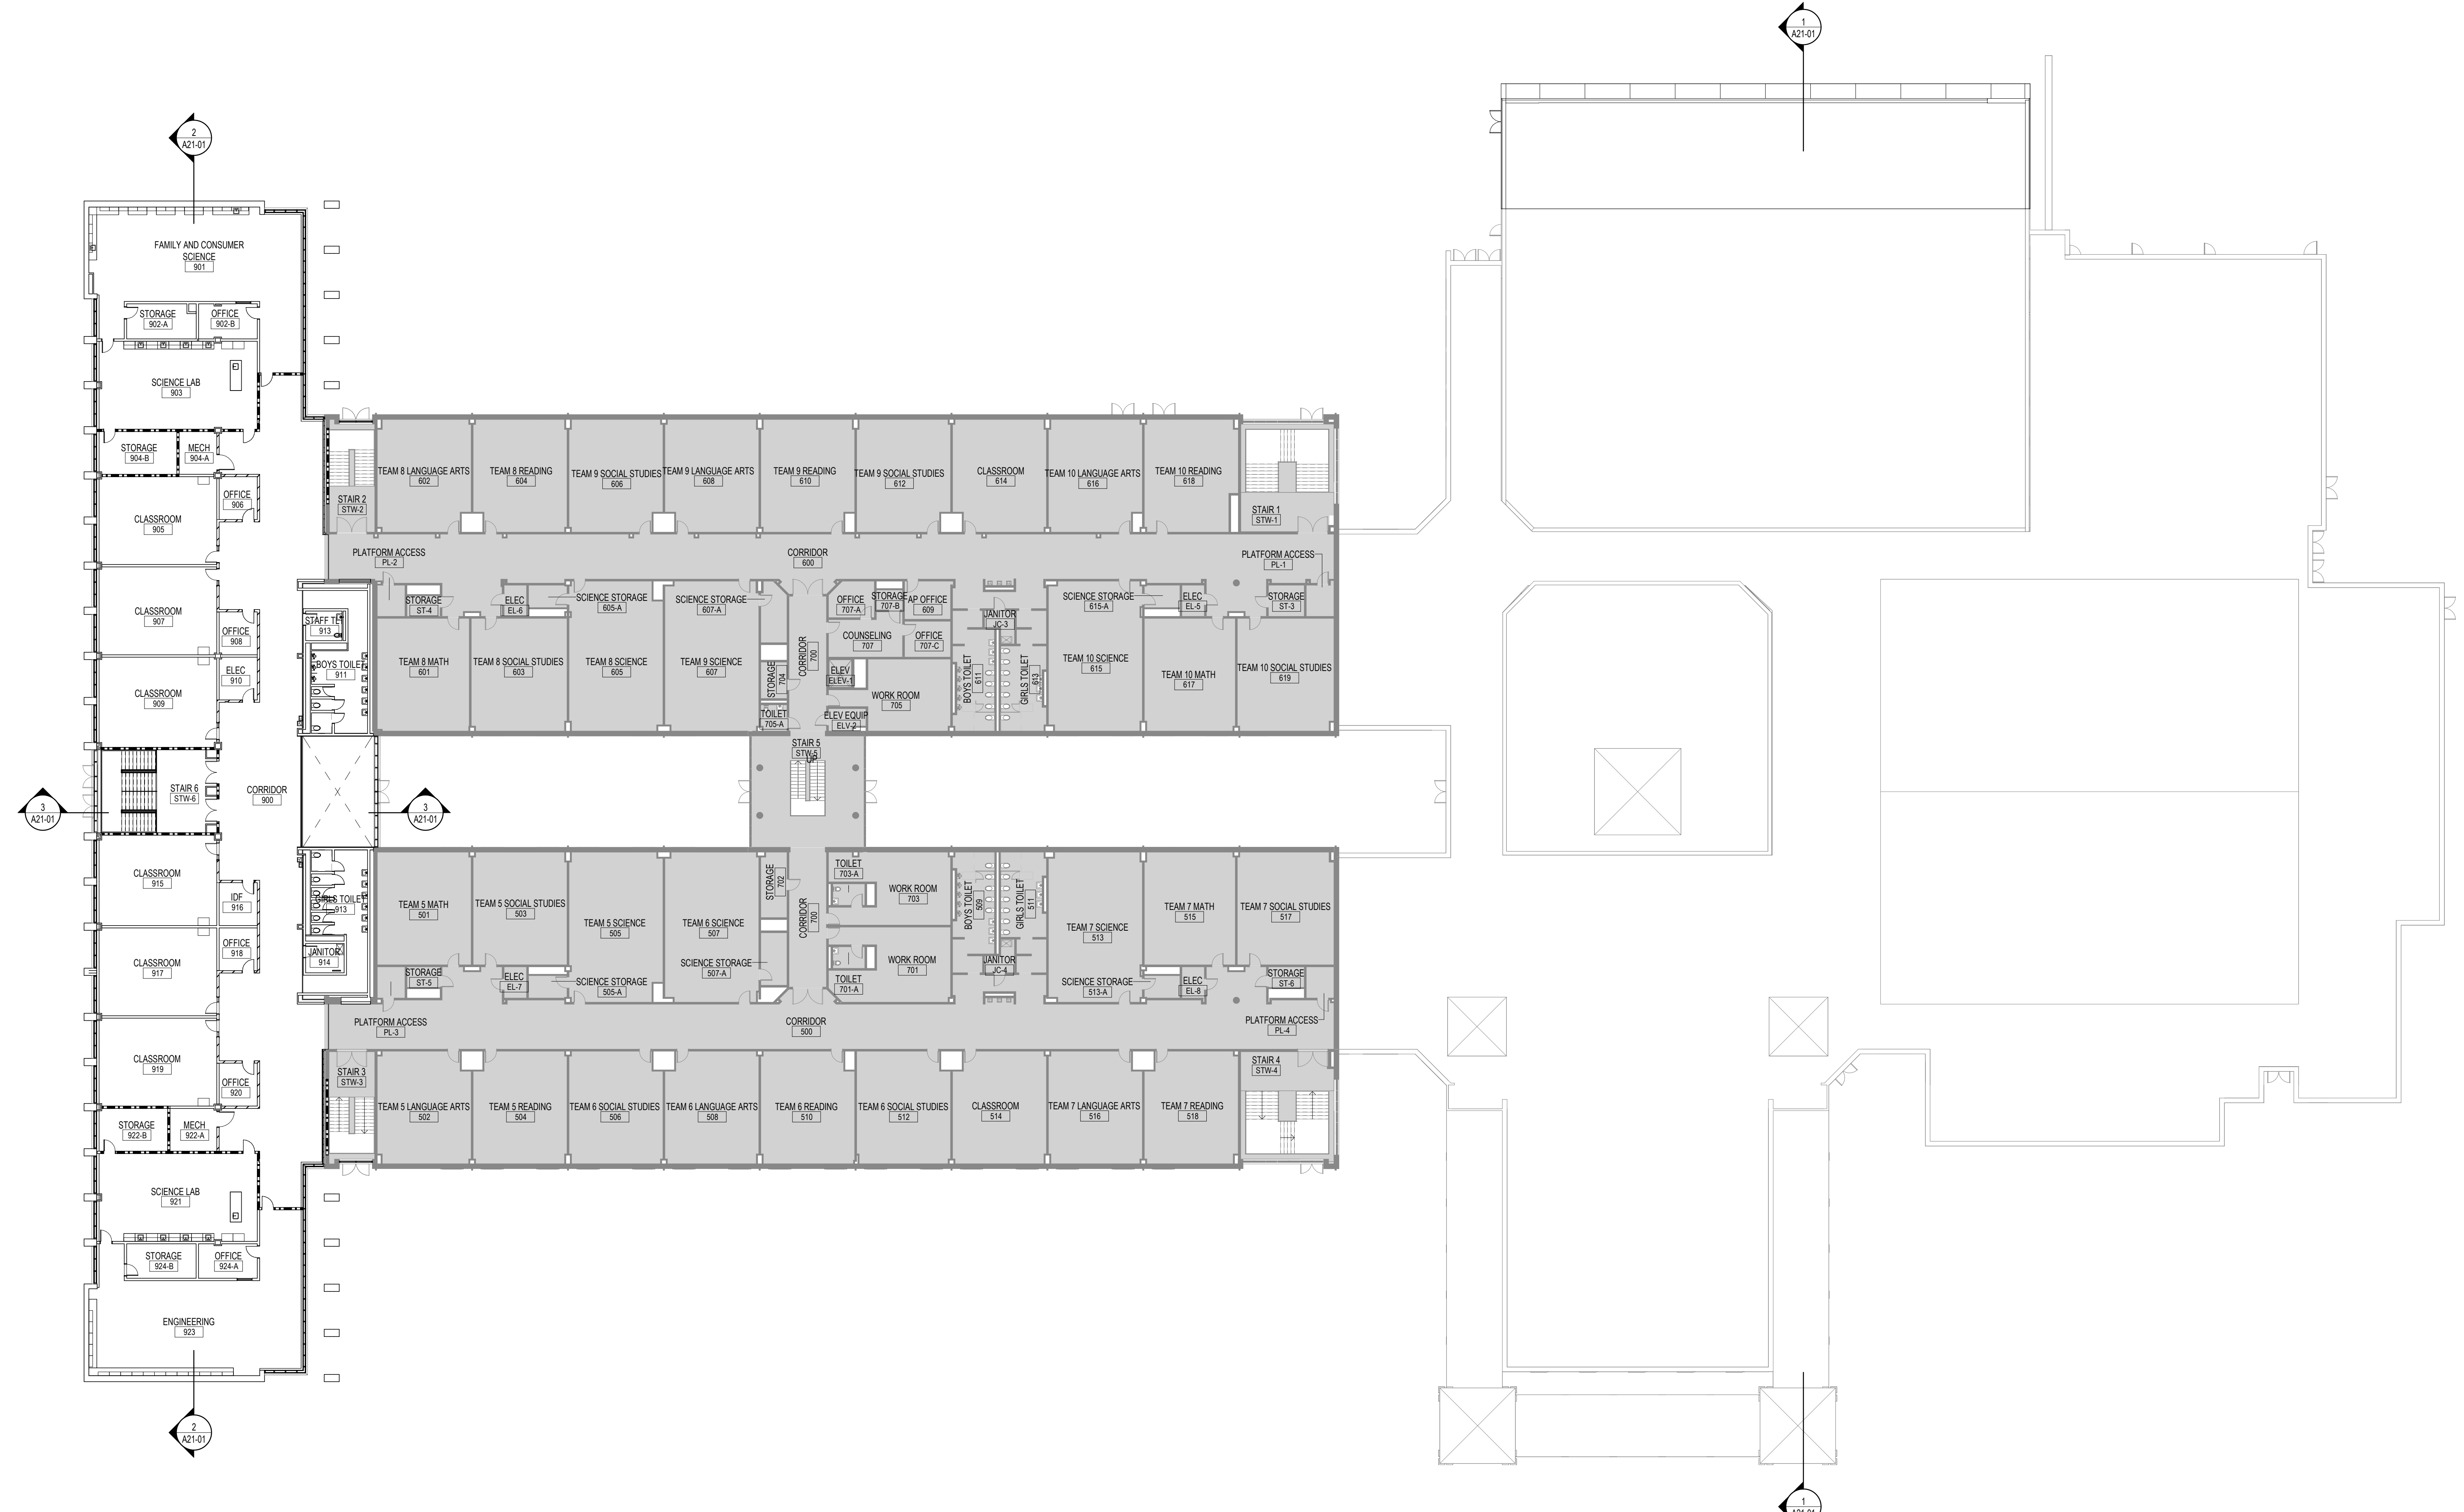 1
A21-01
2
A21-01
FAMILY AND CONSUMER
SCIENCE
901
STORAGE
902-A
OFFICE
902-B
SCIENCE LAB
903
STORAGE
904-B
MECH
904-A
OFFICE
906
CLASSROOM
905
CLASSROOM
907
OFFICE
908
ELEC
910
CLASSROOM
909
STAFF TLT
913
BOYS TOILET
911
STAIR 6
STW-6
CORRIDOR
900
3
A21-01
3
A21-01
CLASSROOM
915
IDF
916
GIRLS TOILET
913
OFFICE
918
JANITOR
914
CLASSROOM
917
CLASSROOM
919
OFFICE
920
STORAGE
922-B
MECH
922-A
SCIENCE LAB
921
STORAGE
924-B
OFFICE
924-A
ENGINEERING
923
2
A21-01
STAIR 2
STW-2
TEAM 8 LANGUAGE ARTS
602
TEAM 8 READING
604
TEAM 9 SOCIAL STUDIES
606
TEAM 9 LANGUAGE ARTS
608
TEAM 9 READING
610
TEAM 9 SOCIAL STUDIES
612
CLASSROOM
614
TEAM 10 LANGUAGE ARTS
616
TEAM 10 READING
618
STAIR 1
STW-1
PLATFORM ACCESS
PL-2
CORRIDOR
600
PLATFORM ACCESS
PL-1
STORAGE
ST-4
ELEC
EL-6
SCIENCE STORAGE
605-A
SCIENCE STORAGE
607-A
OFFICE
707-A
STORAGE
707-B
AP OFFICE
609
JANITOR
JC-3
SCIENCE STORAGE
615-A
ELEC
EL-5
STORAGE
ST-3
TEAM 8 MATH
601
TEAM 8 SOCIAL STUDIES
603
TEAM 8 SCIENCE
605
TEAM 9 SCIENCE
607
STORAGE
704
CORRIDOR
700
COUNSELING
707
OFFICE
707-C
ELEV
ELEV-1
WORK ROOM
705
TOILET
705-A
ELEV EQUIP
ELV-2
BOYS TOILET
611
GIRLS TOILET
613
TEAM 10 SCIENCE
615
TEAM 10 MATH
617
TEAM 10 SOCIAL STUDIES
619
STAIR 5
STW-5
UP
TEAM 5 MATH
501
TEAM 5 SOCIAL STUDIES
503
TEAM 5 SCIENCE
505
TEAM 6 SCIENCE
507
STORAGE
702
CORRIDOR
700
TOILET
703-A
WORK ROOM
703
WORK ROOM
701
TOILET
701-A
BOYS TOILET
509
GIRLS TOILET
511
TEAM 7 SCIENCE
513
TEAM 7 MATH
515
TEAM 7 SOCIAL STUDIES
517
STORAGE
ST-5
ELEC
EL-7
SCIENCE STORAGE
505-A
SCIENCE STORAGE
507-A
JANITOR
JC-4
SCIENCE STORAGE
513-A
ELEC
EL-8
STORAGE
ST-6
PLATFORM ACCESS
PL-3
CORRIDOR
500
PLATFORM ACCESS
PL-4
STAIR 3
STW-3
TEAM 5 LANGUAGE ARTS
502
TEAM 5 READING
504
TEAM 6 SOCIAL STUDIES
506
TEAM 6 LANGUAGE ARTS
508
TEAM 6 READING
510
TEAM 6 SOCIAL STUDIES
512
CLASSROOM
514
TEAM 7 LANGUAGE ARTS
516
TEAM 7 READING
518
STAIR 4
STW-4
1
A21-01